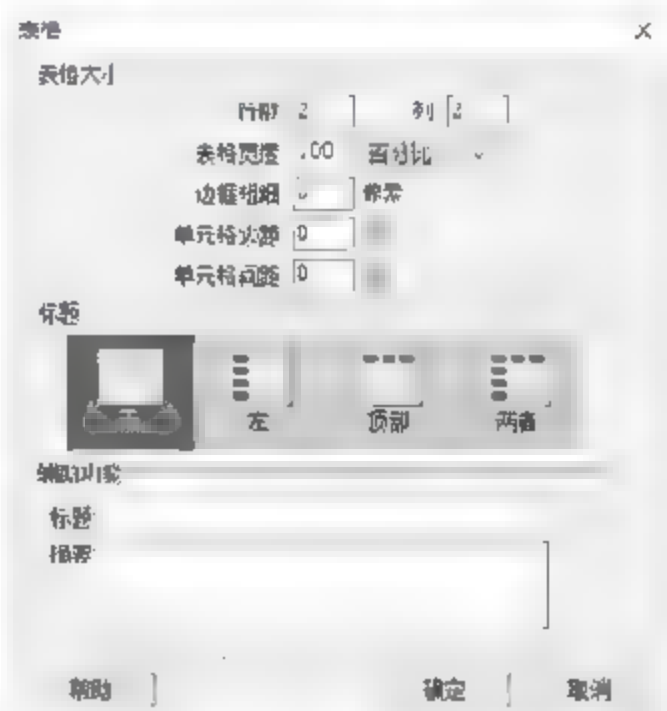 表格
表格大小
行数 2 列 2
表格宽度 100 百分比
边框粗细 像素
单元格边距 0
单元格间距 0
标题
无 左 顶部 两者
辅助功能
标题
摘要
帮助 确定 取消